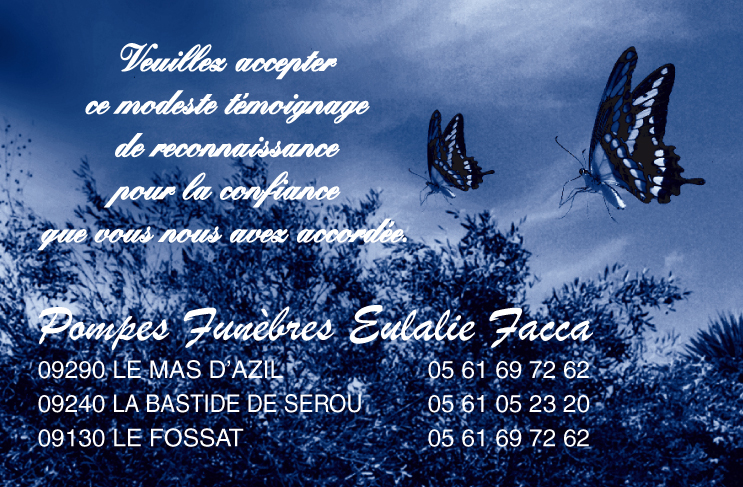 Veuillez accepter
ce modeste témoignage
de reconnaissance
pour la confiance
que vous nous avez accordée.
Pompes Funèbres Eulalie Facca
09290 LE MAS D'AZIL 05 61 69 72 62
09240 LA BASTIDE DE SEROU 05 61 05 23 20
09130 LE FOSSAT 05 61 69 72 62